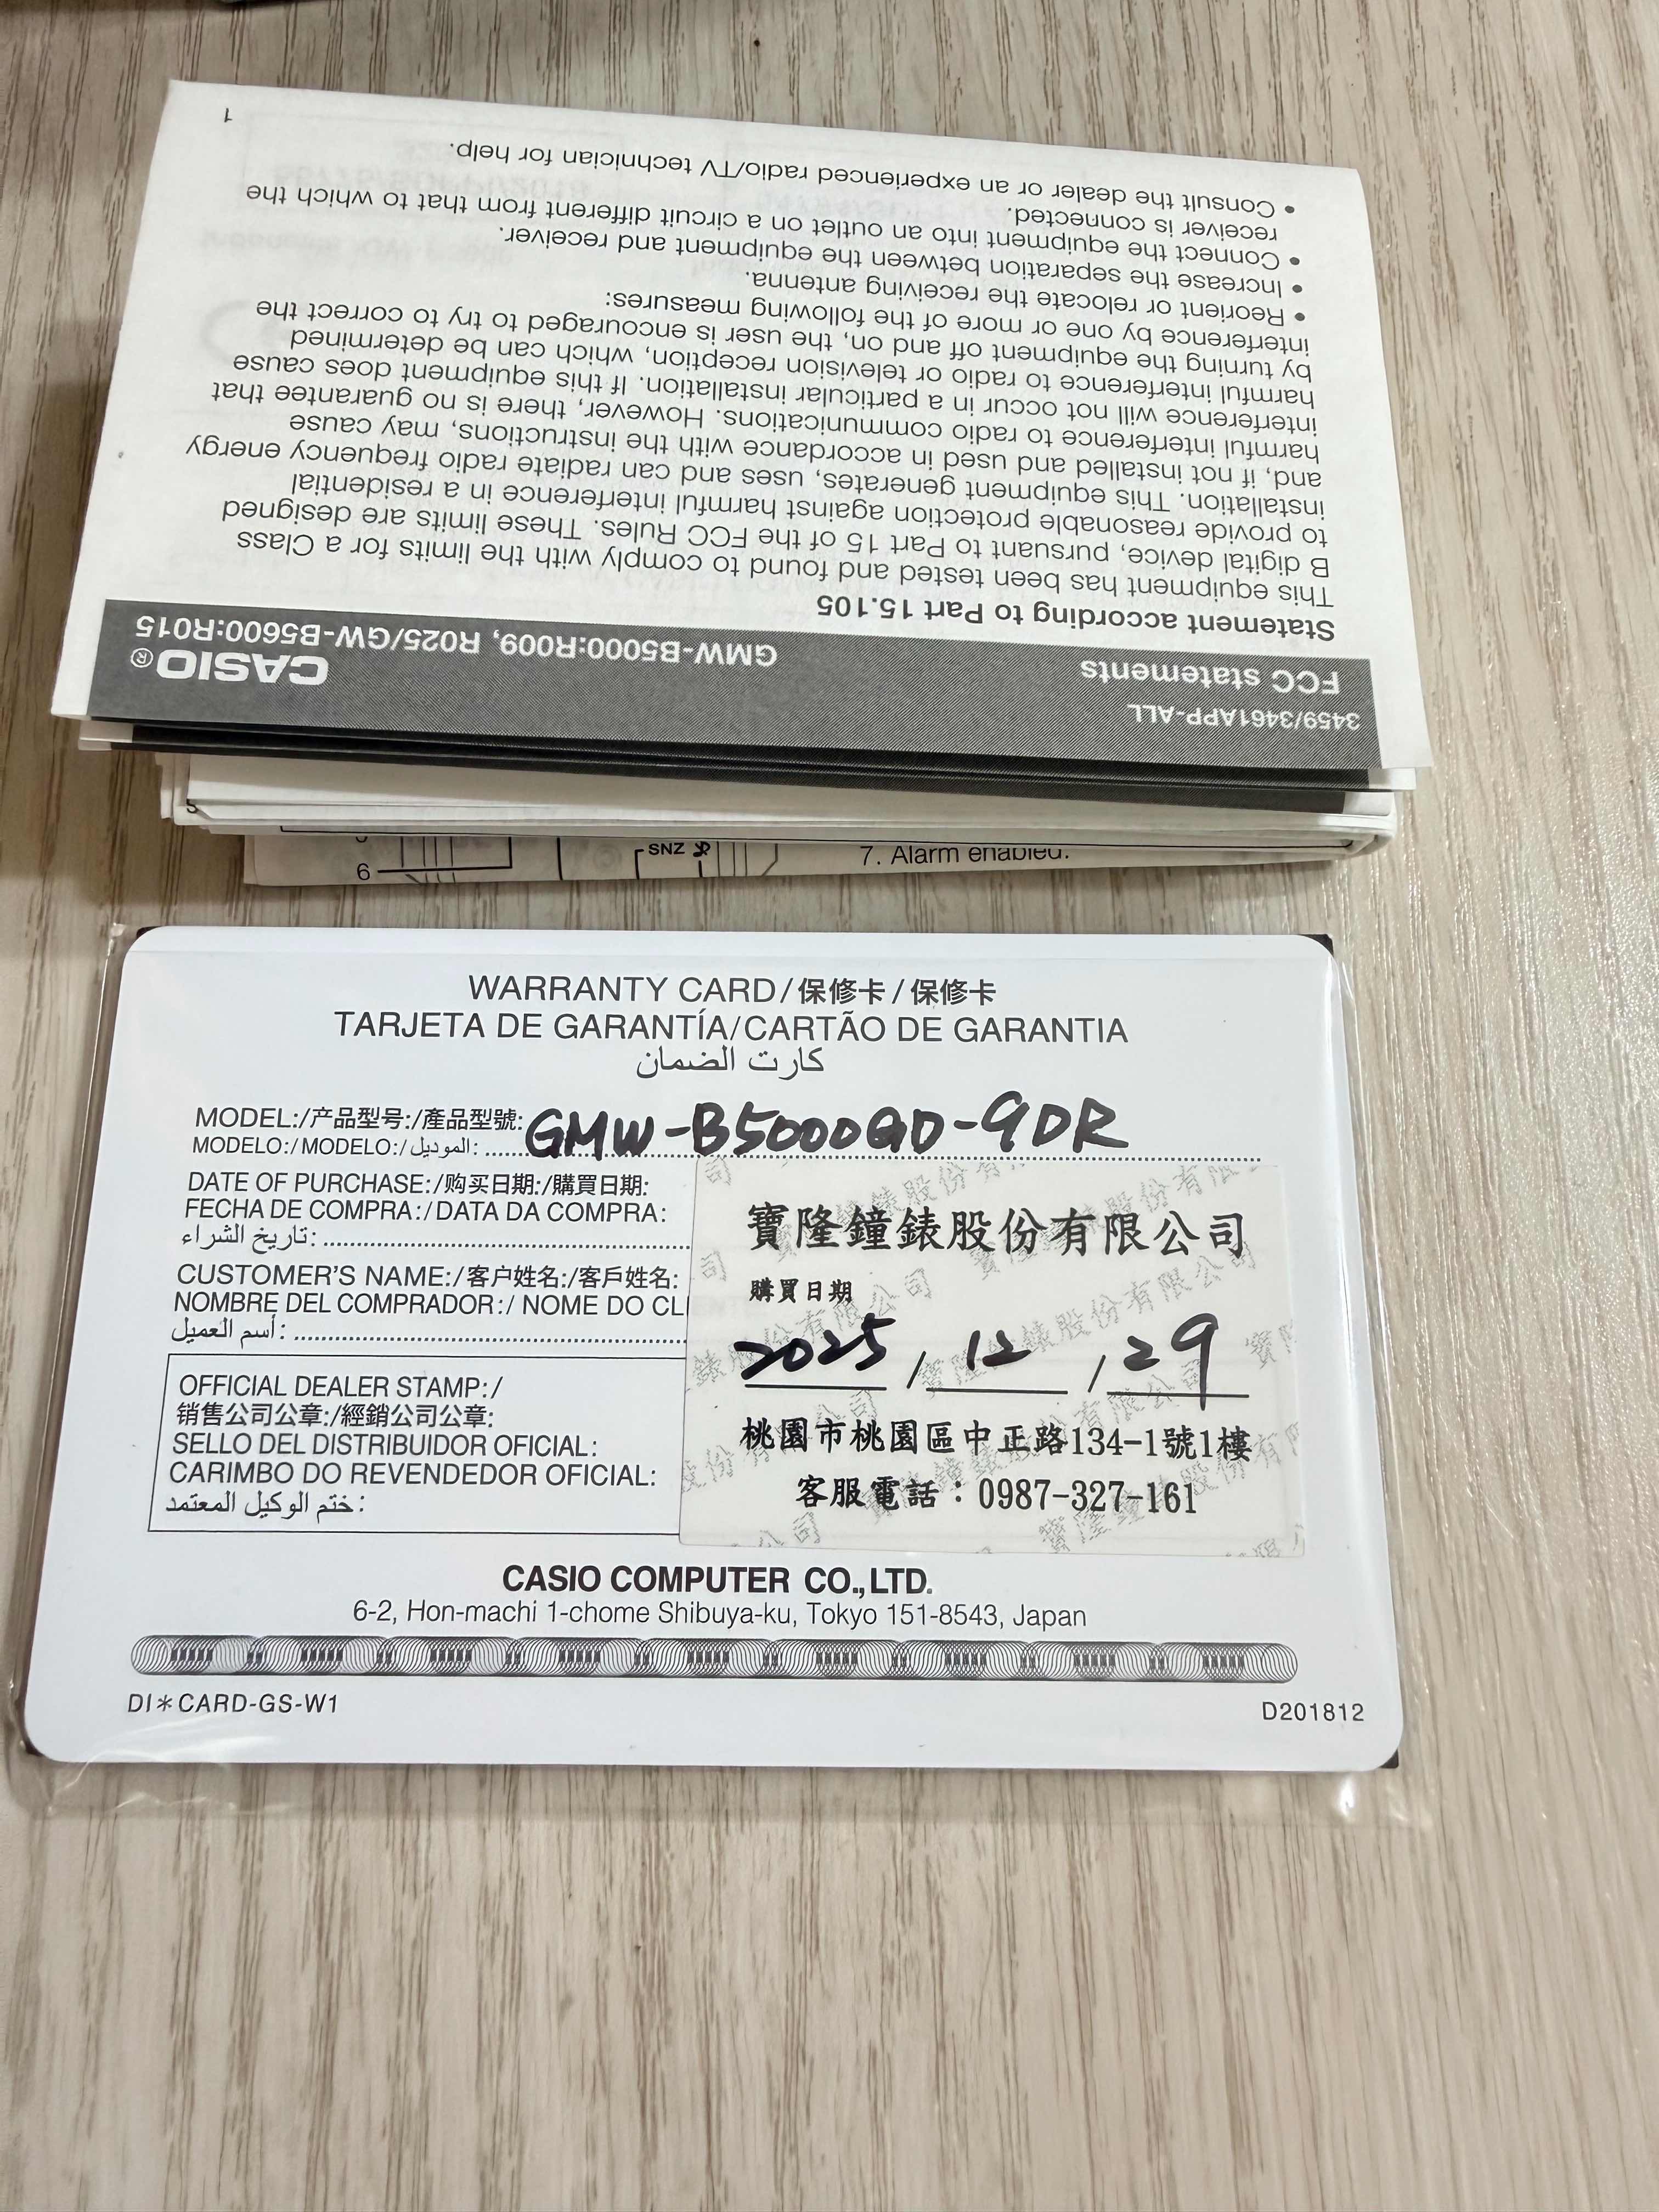 3459/3461APP-ALL
FCC statements
CASIO®
GMW-B5000:R009, R025/GW-B5600:R015
Statement according to Part 15.105
This equipment has been tested and found to comply with the limits for a Class
B digital device, pursuant to Part 15 of the FCC Rules. These limits are designed
to provide reasonable protection against harmful interference in a residential
installation. This equipment generates, uses and can radiate radio frequency energy
and, if not installed and used in accordance with the instructions, may cause
harmful interference to radio communications. However, there is no guarantee that
interference will not occur in a particular installation. If this equipment does cause
harmful interference to radio or television reception, which can be determined
by turning the equipment off and on, the user is encouraged to try to correct the
interference by one or more of the following measures:
• Reorient or relocate the receiving antenna.
• Increase the separation between the equipment and receiver.
• Connect the equipment into an outlet on a circuit different from that to which the
receiver is connected.
• Consult the dealer or an experienced radio/TV technician for help.
1
5
6
SNZ
7. Alarm enabled.
WARRANTY CARD/保修卡/保修卡
TARJETA DE GARANTÍA/CARTÃO DE GARANTIA
كارت الضمان
MODEL:/产品型号:/產品型號: GMW-B5000GD-9DR
MODELO:/MODELO:/الموديل:
DATE OF PURCHASE:/购买日期:/購買日期:
FECHA DE COMPRA:/DATA DA COMPRA:
تاريخ الشراء:
CUSTOMER'S NAME:/客户姓名:/客戶姓名:
NOMBRE DEL COMPRADOR:/ NOME DO CLIENTE:
أسم العميل:
OFFICIAL DEALER STAMP:/
销售公司公章:/經銷公司公章:
SELLO DEL DISTRIBUIDOR OFICIAL:
CARIMBO DO REVENDEDOR OFICIAL:
ختم الوكيل المعتمد:
寶隆鐘錶股份有限公司
購買日期
2025/12/29
桃園市桃園區中正路134-1號1樓
客服電話：0987-327-161
CASIO COMPUTER CO.,LTD.
6-2, Hon-machi 1-chome Shibuya-ku, Tokyo 151-8543, Japan
DI＊CARD-GS-W1
D201812